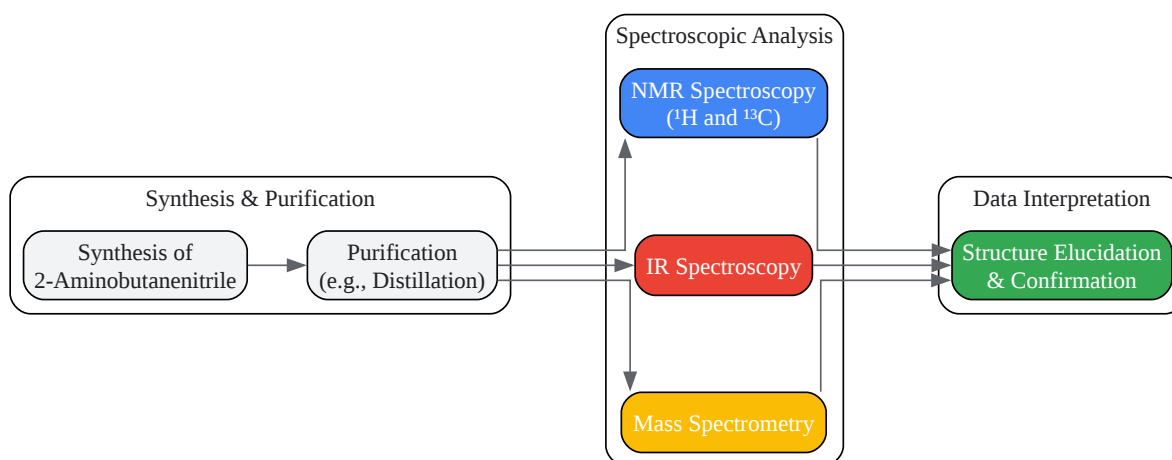 Synthesis & Purification
Synthesis of
2-Aminobutanenitrile
Purification
(e.g., Distillation)
Spectroscopic Analysis
NMR Spectroscopy
(¹H and ¹³C)
IR Spectroscopy
Mass Spectrometry
Data Interpretation
Structure Elucidation
& Confirmation